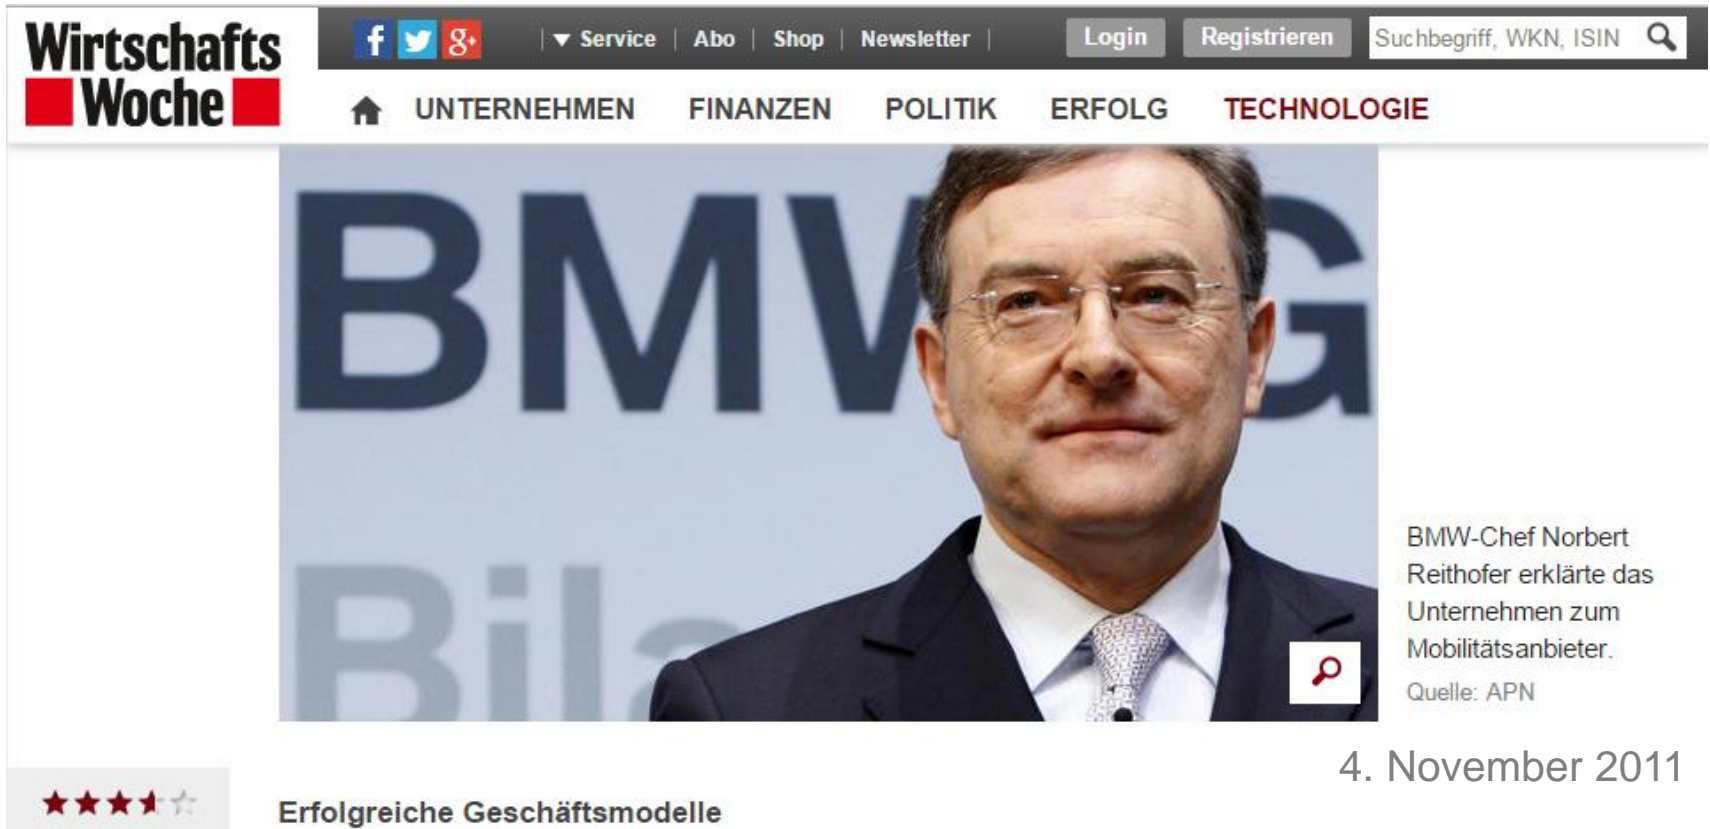 Wirtschafts
Woche
f g+ ▼ Service | Abo | Shop | Newsletter | Login Registrieren Suchbegriff, WKN, ISIN
UNTERNEHMEN FINANZEN POLITIK ERFOLG TECHNOLOGIE
BMW G
Bila
BMW-Chef Norbert
Reithofer erklärte das
Unternehmen zum
Mobilitätsanbieter.
Quelle: APN
4. November 2011
Erfolgreiche Geschäftsmodelle